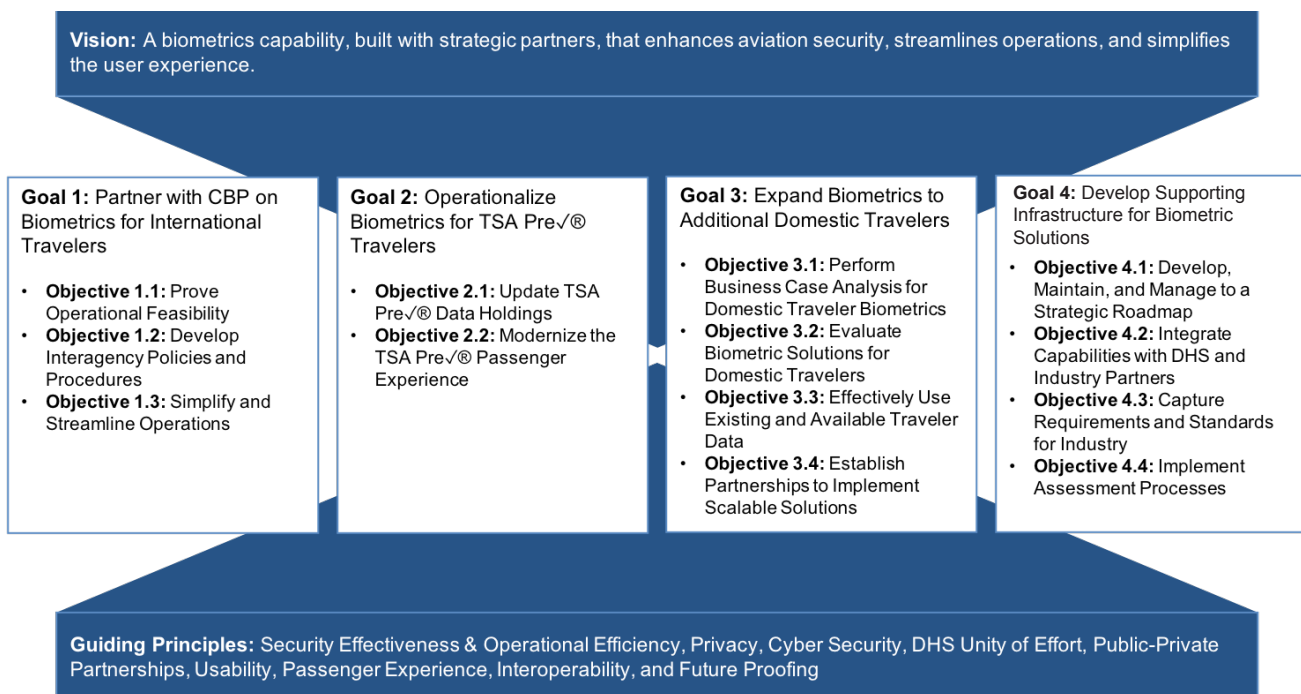 Vision: A biometrics capability, built with strategic partners, that enhances aviation security, streamlines operations, and simplifies
the user experience.
Goal 1: Partner with CBP on
Biometrics for International
Travelers
• Objective 1.1: Prove
Operational Feasibility
• Objective 1.2: Develop
Interagency Policies and
Procedures
• Objective 1.3: Simplify and
Streamline Operations
Goal 2: Operationalize
Biometrics for TSA Pre✓®
Travelers
• Objective 2.1: Update TSA
Pre✓® Data Holdings
• Objective 2.2: Modernize the
TSA Pre✓® Passenger
Experience
Goal 3: Expand Biometrics to
Additional Domestic Travelers
• Objective 3.1: Perform
Business Case Analysis for
Domestic Traveler Biometrics
• Objective 3.2: Evaluate
Biometric Solutions for
Domestic Travelers
• Objective 3.3: Effectively Use
Existing and Available Traveler
Data
• Objective 3.4: Establish
Partnerships to Implement
Scalable Solutions
Goal 4: Develop Supporting
Infrastructure for Biometric
Solutions
• Objective 4.1: Develop,
Maintain, and Manage to a
Strategic Roadmap
• Objective 4.2: Integrate
Capabilities with DHS and
Industry Partners
• Objective 4.3: Capture
Requirements and Standards
for Industry
• Objective 4.4: Implement
Assessment Processes
Guiding Principles: Security Effectiveness & Operational Efficiency, Privacy, Cyber Security, DHS Unity of Effort, Public-Private
Partnerships, Usability, Passenger Experience, Interoperability, and Future Proofing